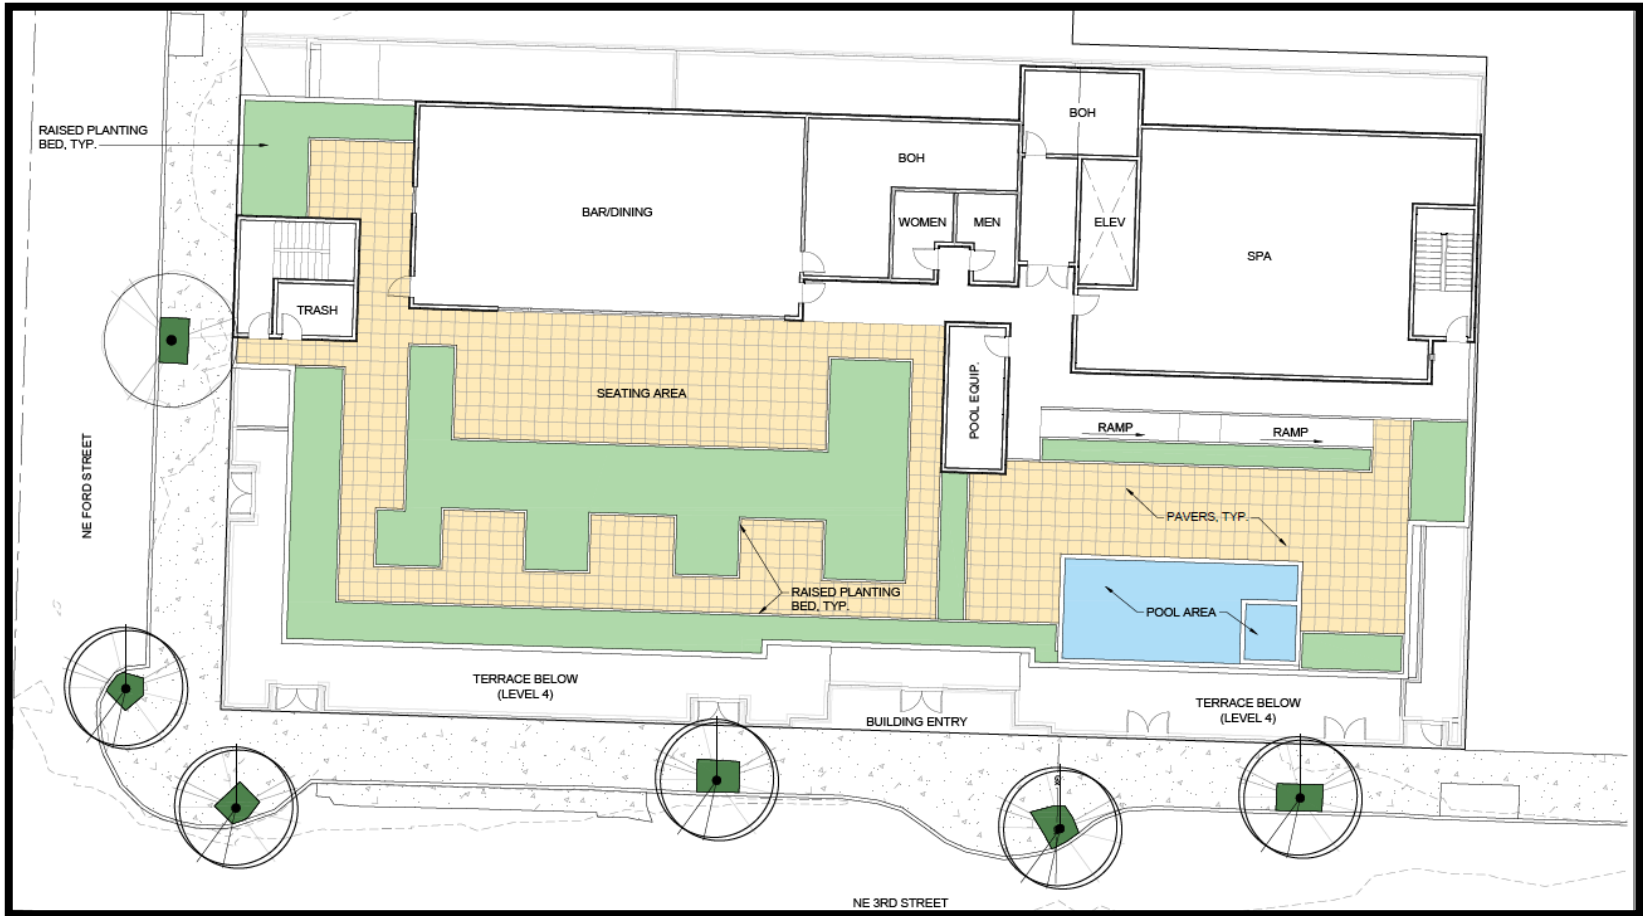 BOH
RAISED PLANTING
BED, TYP.
BOH
BAR/DINING
WOMEN
MEN
ELEV
SPA
TRASH
SEATING AREA
POOL EQUIP.
RAMP
RAMP
NE FORD STREET
PAVERS, TYP.
RAISED PLANTING
BED, TYP.
POOL AREA
TERRACE BELOW
(LEVEL 4)
BUILDING ENTRY
TERRACE BELOW
(LEVEL 4)
NE 3RD STREET